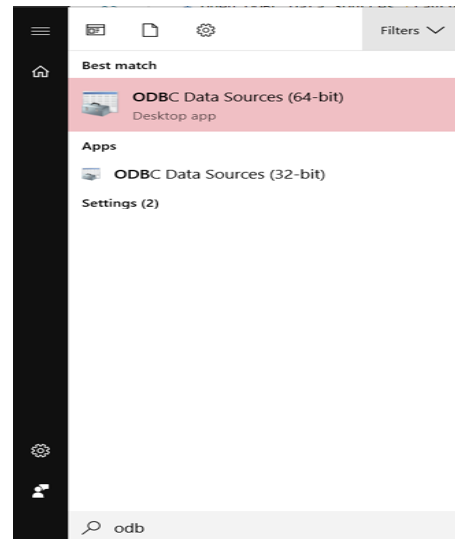 Filters
Best match
ODBC Data Sources (64-bit)
Desktop app
Apps
ODBC Data Sources (32-bit)
Settings (2)
odb